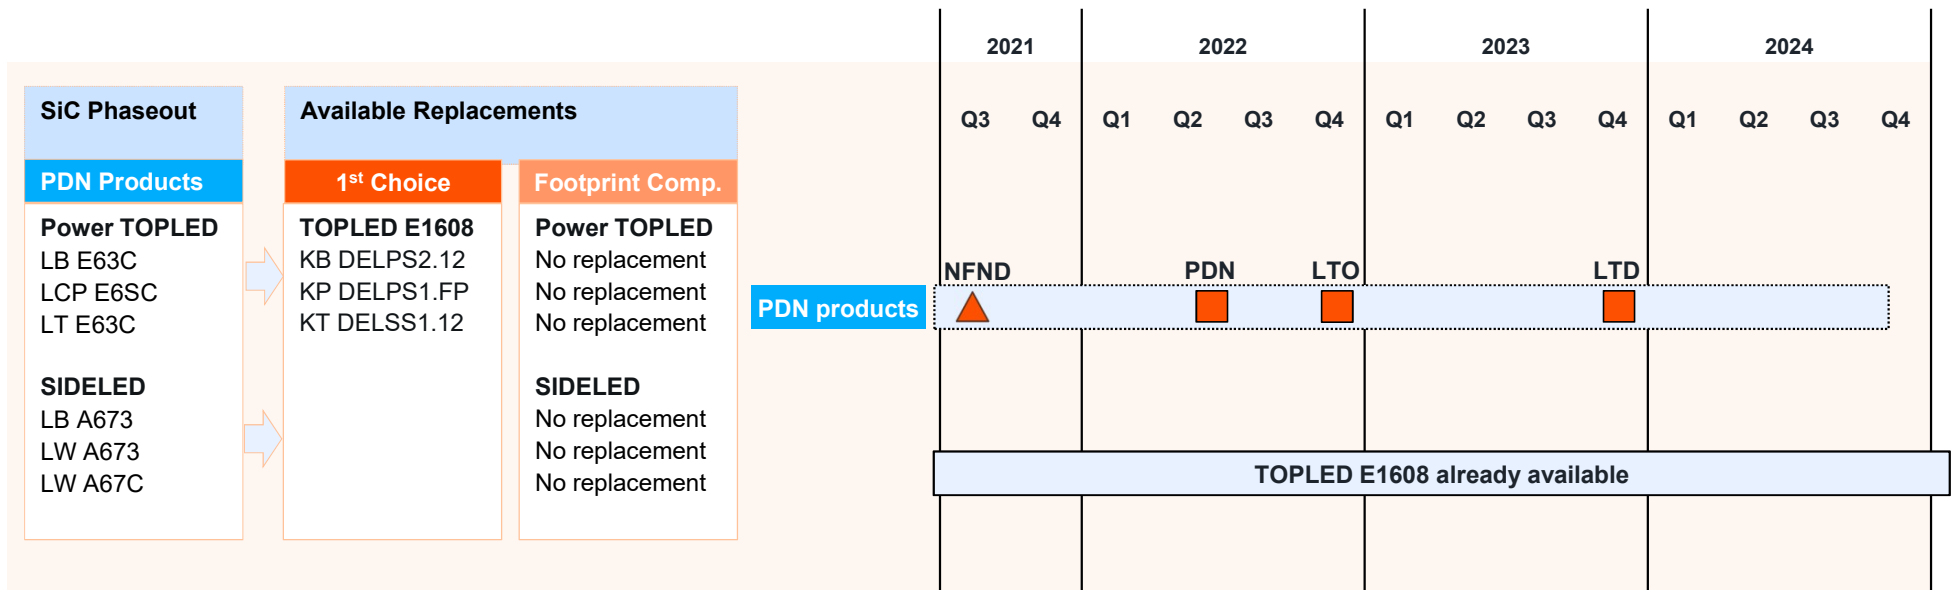 2021 2022 2023 2024
SiC Phaseout Available Replacements
Q3 Q4 Q1 Q2 Q3 Q4 Q1 Q2 Q3 Q4 Q1 Q2 Q3 Q4
PDN Products 1st Choice Footprint Comp.
Power TOPLED TOPLED E1608 Power TOPLED
LB E63C KB DELPS2.12 No replacement
LCP E6SC KP DELPS1.FP No replacement
LT E63C KT DELSS1.12 No replacement
SIDELED SIDELED
LB A673 No replacement
LW A673 No replacement
LW A67C No replacement
NFND PDN LTO LTD
PDN products
TOPLED E1608 already available